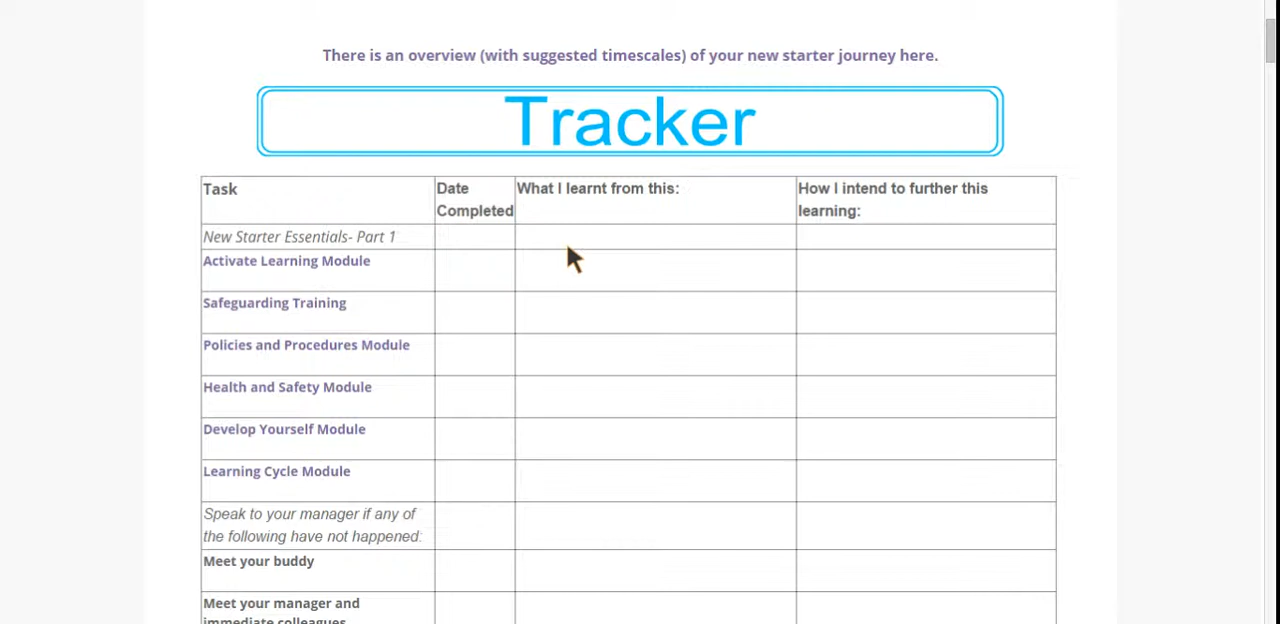 There is an overview (with suggested timescales) of your new starter journey here.
Tracker
Task
Date Completed
What I learnt from this:
How I intend to further this learning:
New Starter Essentials- Part 1
Activate Learning Module
Safeguarding Training
Policies and Procedures Module
Health and Safety Module
Develop Yourself Module
Learning Cycle Module
Speak to your manager if any of
the following have not happened:
Meet your buddy
Meet your manager and
immediate colleagues